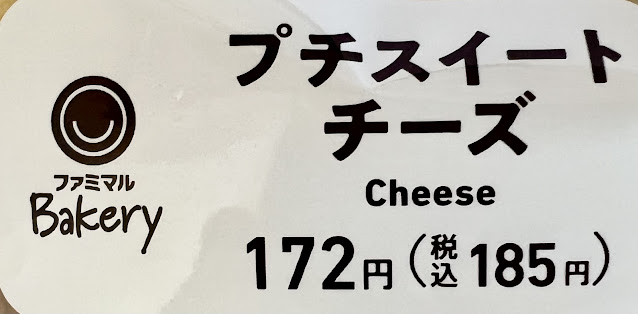 プチスイート
チーズ
Cheese
172円(税込185円)
ファミマル
Bakery